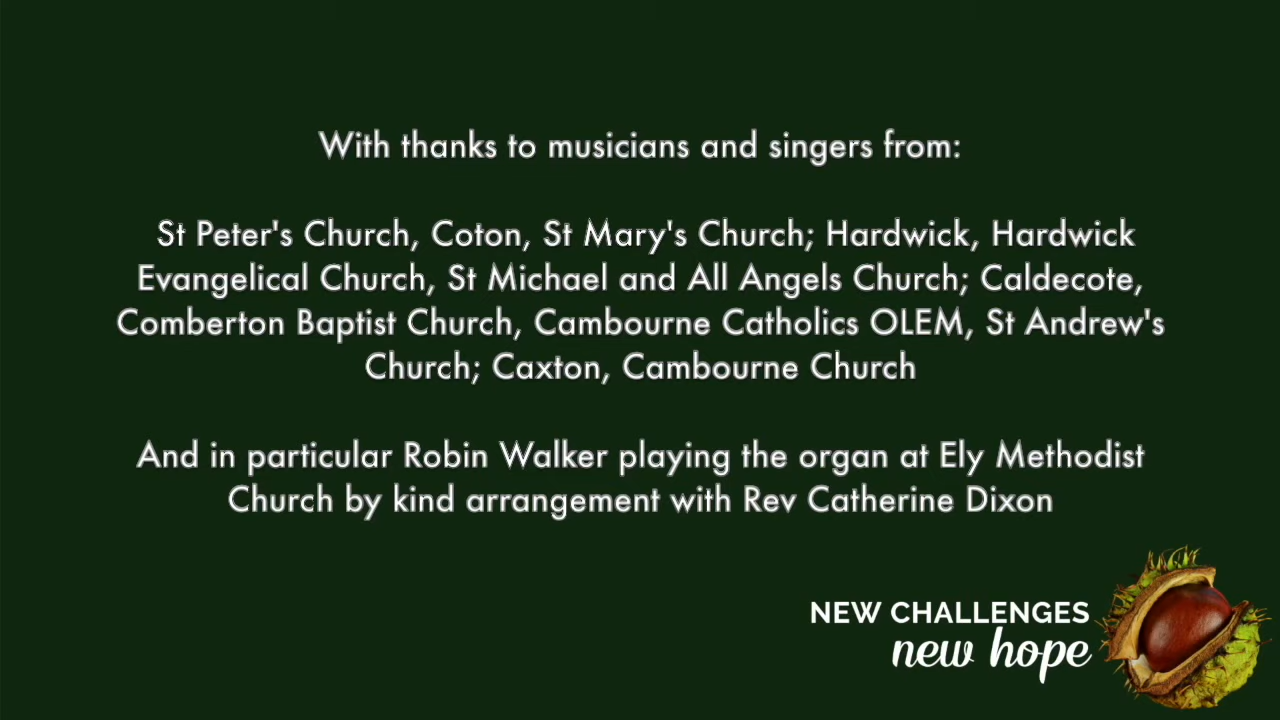 With thanks to musicians and singers from:
St Peter's Church, Coton, St Mary's Church; Hardwick, Hardwick
Evangelical Church, St Michael and All Angels Church; Caldecote,
Comberton Baptist Church, Cambourne Catholics OLEM, St Andrew's
Church; Caxton, Cambourne Church
And in particular Robin Walker playing the organ at Ely Methodist
Church by kind arrangement with Rev Catherine Dixon
NEW CHALLENGES
new hope